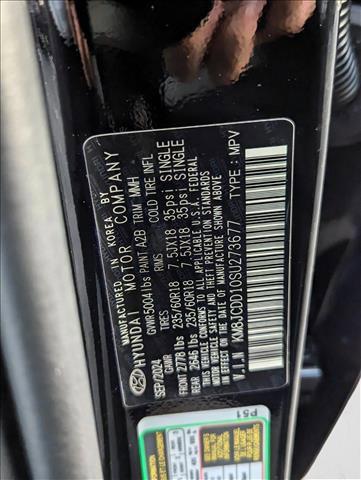 MANUFACTURED IN KOREA BY
HYUNDAI MOTOR COMPANY
SEP/2024 GVWR 5004 lbs PAINT A2B TRIM MMH
GAWR RIMS COLD TIRE INFL
FRONT 2778 lbs 235/60R18 7.5JX18 35psi SINGLE
REAR 2646 lbs 235/60R18 7.5JX18 35psi SINGLE
THIS VEHICLE CONFORMS TO ALL APPLICABLE U.S.A. FEDERAL
MOTOR VEHICLE SAFETY AND THEFT PREVENTION STANDARDS
IN EFFECT ON THE DATE OF MANUFACTURE SHOWN ABOVE.
V.I.N KM8JCDD10SU273677 TYPE : MPV
P51